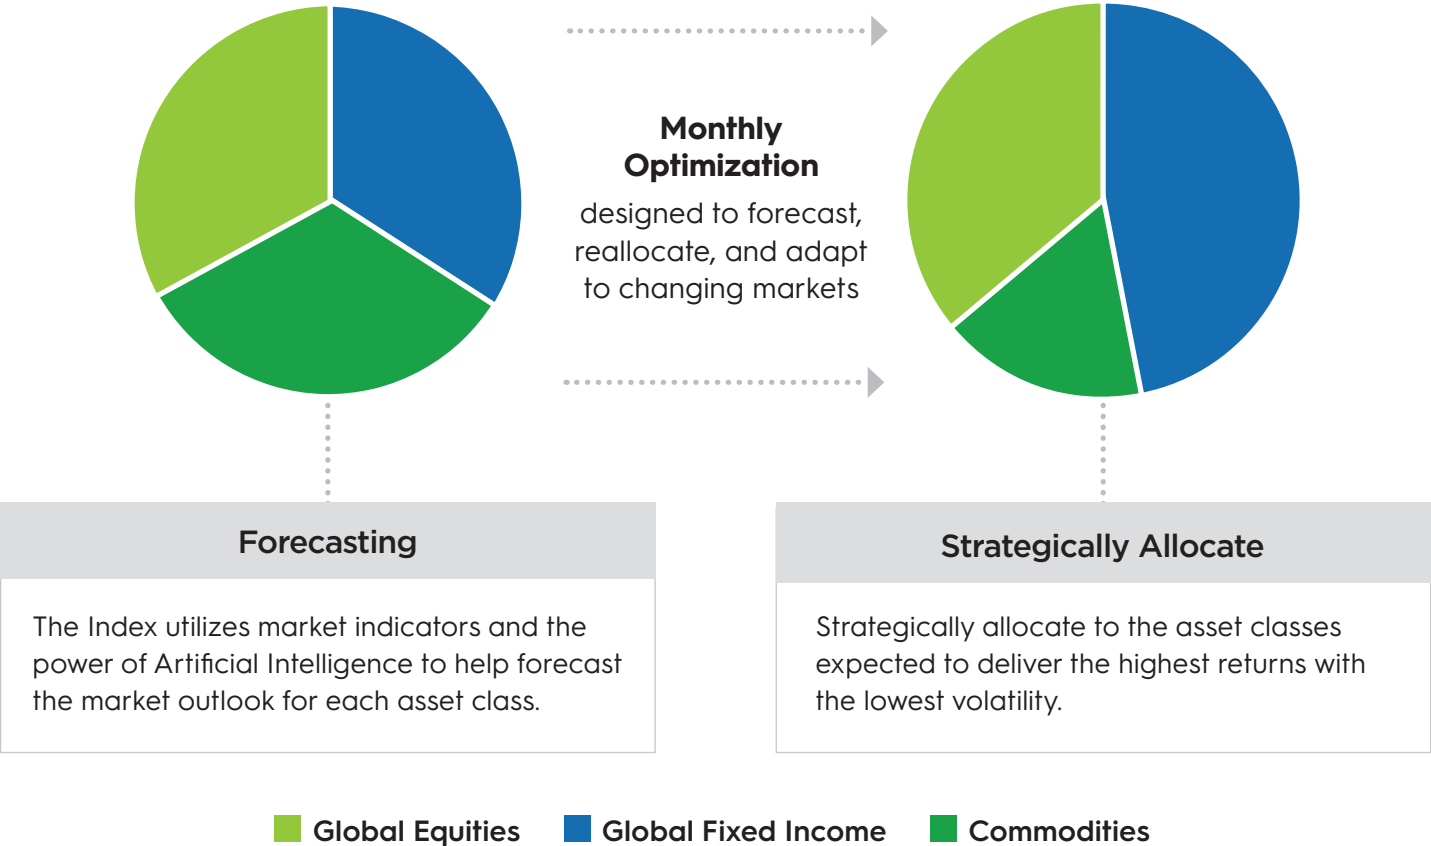 Monthly
Optimization
designed to forecast,
reallocate, and adapt
to changing markets
Forecasting
The Index utilizes market indicators and the
power of Artificial Intelligence to help forecast
the market outlook for each asset class.
Strategically Allocate
Strategically allocate to the asset classes
expected to deliver the highest returns with
the lowest volatility.
Global Equities
Global Fixed Income
Commodities